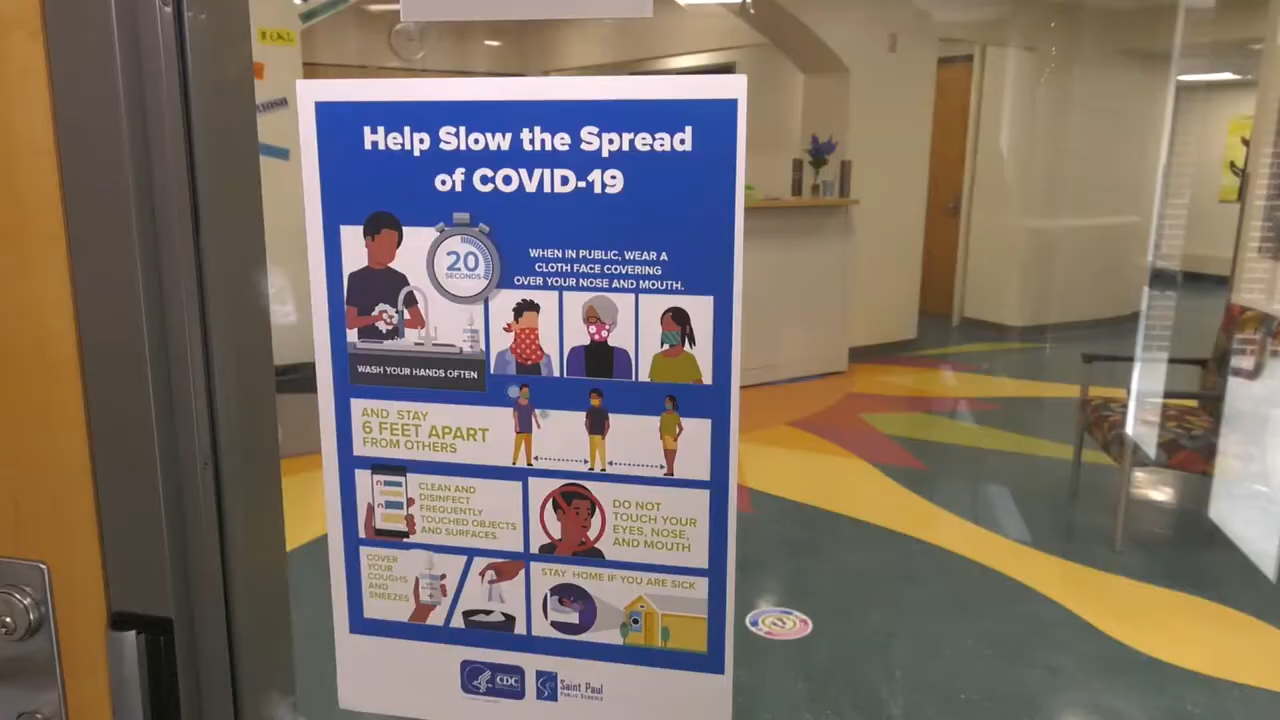 Help Slow the Spread
of COVID-19
20
SECONDS
WASH YOUR HANDS OFTEN
WHEN IN PUBLIC, WEAR A
CLOTH FACE COVERING
OVER YOUR NOSE AND MOUTH.
AND STAY
6 FEET APART
FROM OTHERS
CLEAN AND
DISINFECT
FREQUENTLY
TOUCHED OBJECTS
AND SURFACES.
DO NOT
TOUCH YOUR
EYES, NOSE,
AND MOUTH
COVER
YOUR
COUGHS
AND
SNEEZES
STAY HOME IF YOU ARE SICK
CDC
Saint Paul
PUBLIC SCHOOLS